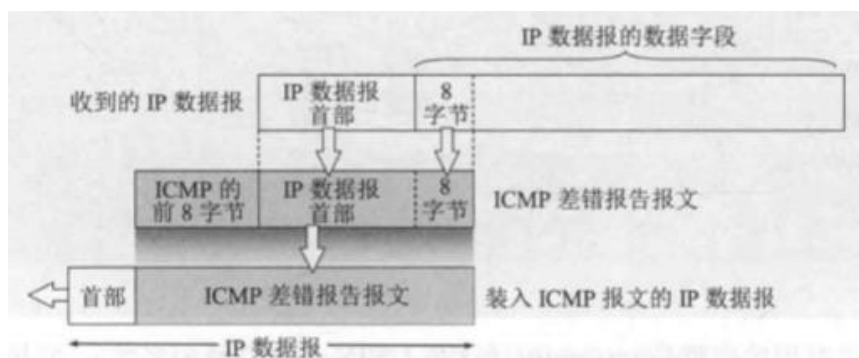 IP 数据报的数据字段
收到的 IP 数据报
IP 数据报
首部
8
字节
ICMP 的
前 8 字节
IP 数据报
首部
8
字节
ICMP 差错报告报文
首部
ICMP 差错报告报文
装入 ICMP 报文的 IP 数据报
IP 数据报